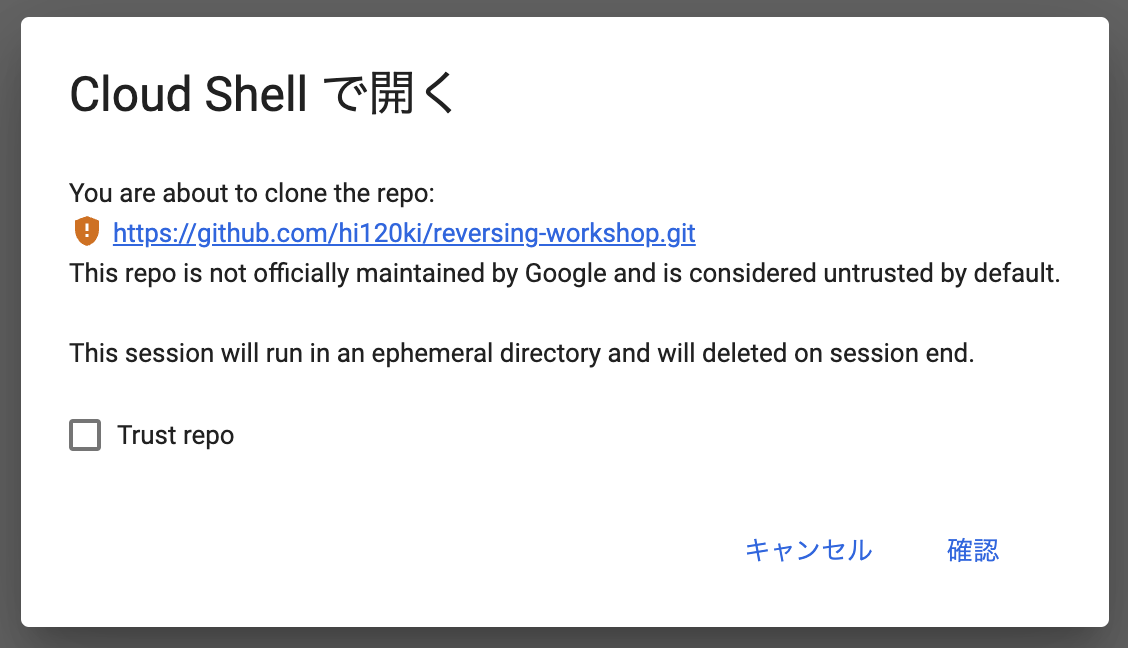 Cloud Shell で開く
You are about to clone the repo:
https://github.com/hi120ki/reversing-workshop.git
This repo is not officially maintained by Google and is considered untrusted by default.
This session will run in an ephemeral directory and will deleted on session end.
Trust repo
キャンセル 確認